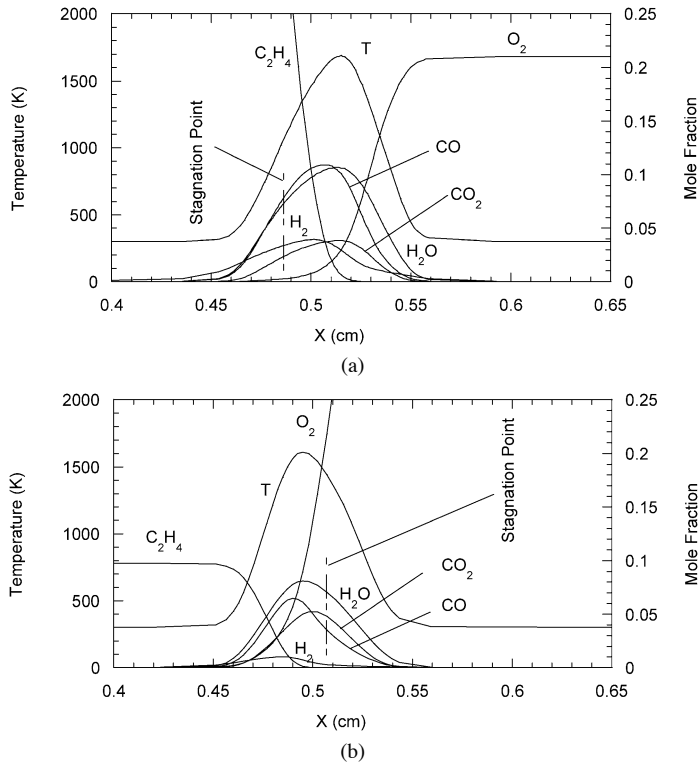 2000
1500
1000
500
0
Temperature (K)
0.25
0.2
0.15
0.1
0.05
0
Mole Fraction
C2H4
T
O2
Stagnation Point
CO
CO2
H2
H2O
0.4 0.45 0.5 0.55 0.6 0.65
X (cm)
(a)
2000
1500
1000
500
0
Temperature (K)
0.25
0.2
0.15
0.1
0.05
0
Mole Fraction
O2
T
C2H4
Stagnation Point
CO2
H2O
CO
H2
0.4 0.45 0.5 0.55 0.6 0.65
X (cm)
(b)